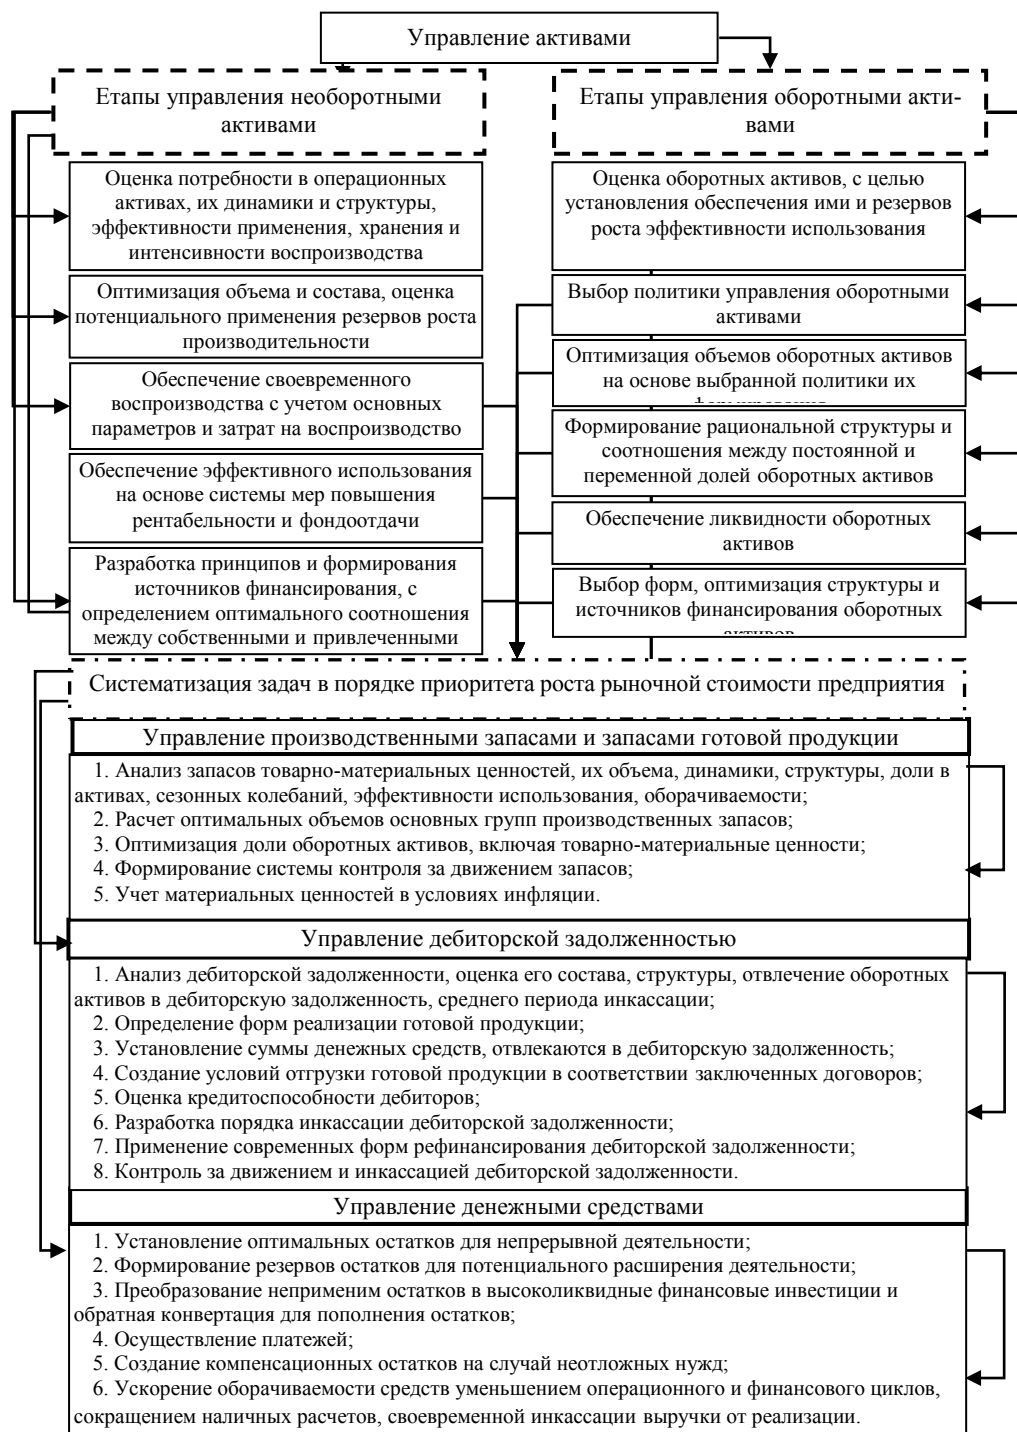 Управление активами
Етапы управления необоротными
активами
Етапы управления оборотными акти-
вами
Оценка потребности в операционных
активах, их динамики и структуры,
эффективности применения, хранения и
интенсивности воспроизводства
Оптимизация объема и состава, оценка
потенциального применения резервов роста
производительности
Обеспечение своевременного
воспроизводства с учетом основных
параметров и затрат на воспроизводство
Обеспечение эффективного использования
на основе системы мер повышения
рентабельности и фондоотдачи
Разработка принципов и формирования
источников финансирования, с
определением оптимального соотношения
между собственными и привлеченными
Оценка оборотных активов, с целью
установления обеспечения ими и резервов
роста эффективности использования
Выбор политики управления оборотными
активами
Оптимизация объемов оборотных активов
на основе выбранной политики их
Формирование рациональной структуры и
соотношения между постоянной и
переменной долей оборотных активов
Обеспечение ликвидности оборотных
активов
Выбор форм, оптимизация структуры и
источников финансирования оборотных
активов
Систематизация задач в порядке приоритета роста рыночной стоимости предприятия
Управление производственными запасами и запасами готовой продукции
1. Анализ запасов товарно-материальных ценностей, их объема, динамики, структуры, доли в
активах, сезонных колебаний, эффективности использования, оборачиваемости;
2. Расчет оптимальных объемов основных групп производственных запасов;
3. Оптимизация доли оборотных активов, включая товарно-материальные ценности;
4. Формирование системы контроля за движением запасов;
5. Учет материальных ценностей в условиях инфляции.
Управление дебиторской задолженностью
1. Анализ дебиторской задолженности, оценка его состава, структуры, отвлечение оборотных
активов в дебиторскую задолженность, среднего периода инкассации;
2. Определение форм реализации готовой продукции;
3. Установление суммы денежных средств, отвлекаются в дебиторскую задолженность;
4. Создание условий отгрузки готовой продукции в соответствии заключенных договоров;
5. Оценка кредитоспособности дебиторов;
6. Разработка порядка инкассации дебиторской задолженности;
7. Применение современных форм рефинансирования дебиторской задолженности;
8. Контроль за движением и инкассацией дебиторской задолженности.
Управление денежными средствами
1. Установление оптимальных остатков для непрерывной деятельности;
2. Формирование резервов остатков для потенциального расширения деятельности;
3. Преобразование неприменим остатков в высоколиквидные финансовые инвестиции и
обратная конвертация для пополнения остатков;
4. Осуществление платежей;
5. Создание компенсационных остатков на случай неотложных нужд;
6. Ускорение оборачиваемости средств уменьшением операционного и финансового циклов,
сокращением наличных расчетов, своевременной инкассации выручки от реализации.